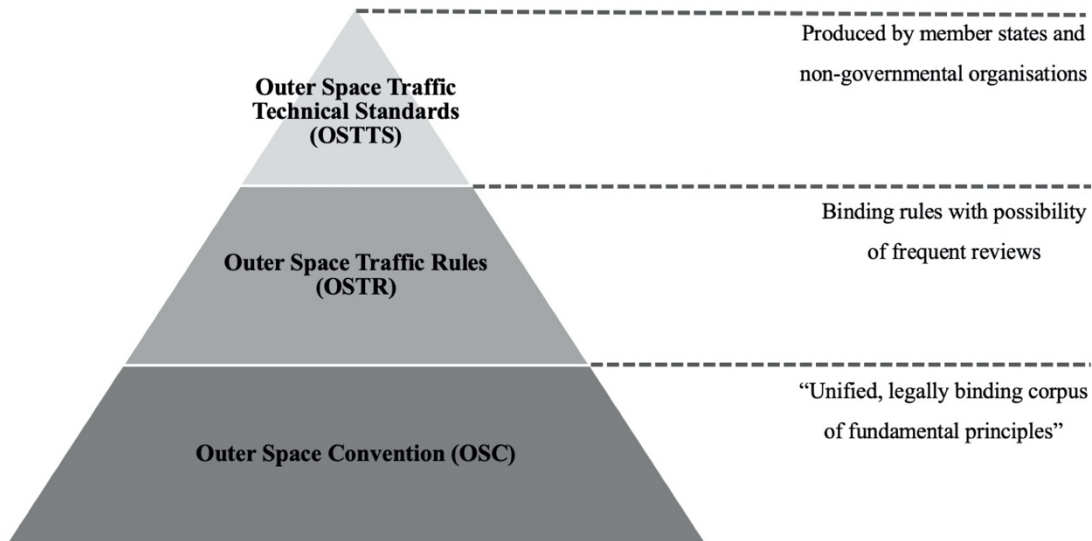 Produced by member states and
non-governmental organisations
Outer Space Traffic
Technical Standards
(OSTTS)
Binding rules with possibility
of frequent reviews
Outer Space Traffic Rules
(OSTR)
“Unified, legally binding corpus
of fundamental principles”
Outer Space Convention (OSC)